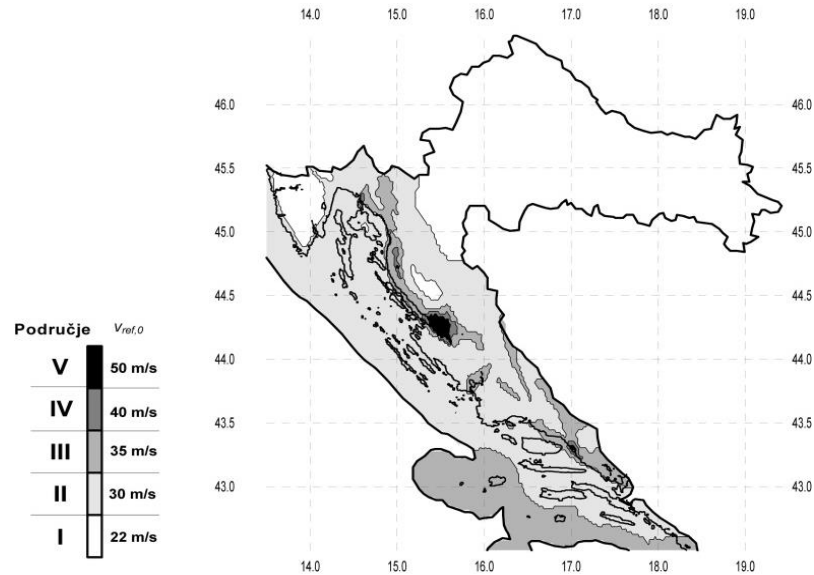 14.0 15.0 16.0 17.0 18.0 19.0
46.0 46.0
45.5 45.5
45.0 45.0
44.5 44.5
44.0 44.0
43.5 43.5
43.0 43.0
14.0 15.0 16.0 17.0 18.0 19.0
Područje Vref,0
V 50 m/s
IV 40 m/s
III 35 m/s
II 30 m/s
I 22 m/s